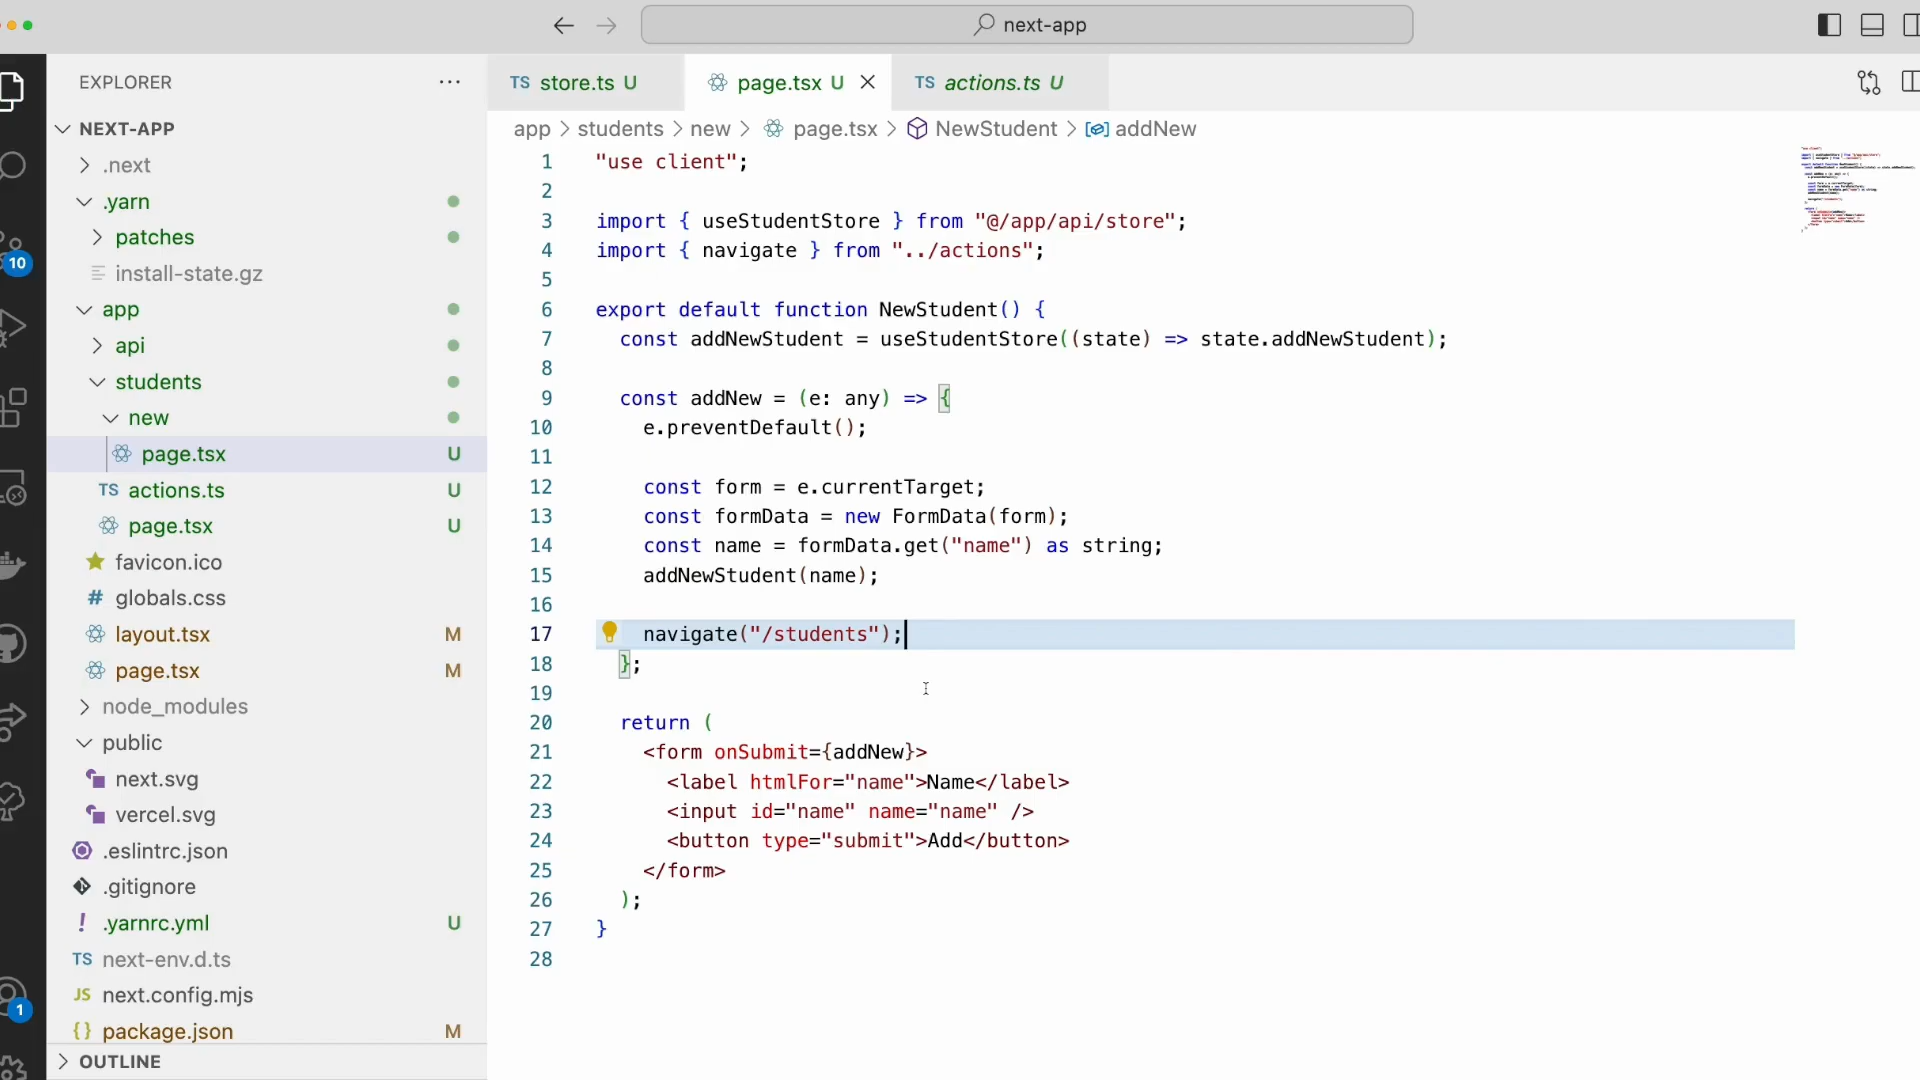 next-app
EXPLORER
NEXT-APP
.next
.yarn
patches
10
install-state.gz
app
api
students
new
page.tsx U
TS actions.ts U
page.tsx U
favicon.ico
# globals.css
layout.tsx M
page.tsx M
node_modules
public
next.svg
vercel.svg
.eslintrc.json
.gitignore
! .yarnrc.yml U
TS next-env.d.ts
JS next.config.mjs
1
{} package.json M
OUTLINE
TS store.ts U
page.tsx U
TS actions.ts U
app > students > new > page.tsx > NewStudent > addNew
1 "use client";
2
3 import { useStudentStore } from "@/app/api/store";
4 import { navigate } from "../actions";
5
6 export default function NewStudent() {
7 const addNewStudent = useStudentStore((state) => state.addNewStudent);
8
9 const addNew = (e: any) => {
10 e.preventDefault();
11
12 const form = e.currentTarget;
13 const formData = new FormData(form);
14 const name = formData.get("name") as string;
15 addNewStudent(name);
16
17 navigate("/students");
18 };
19
20 return (
21 <form onSubmit={addNew}>
22 <label htmlFor="name">Name</label>
23 <input id="name" name="name" />
24 <button type="submit">Add</button>
25 </form>
26 );
27 }
28